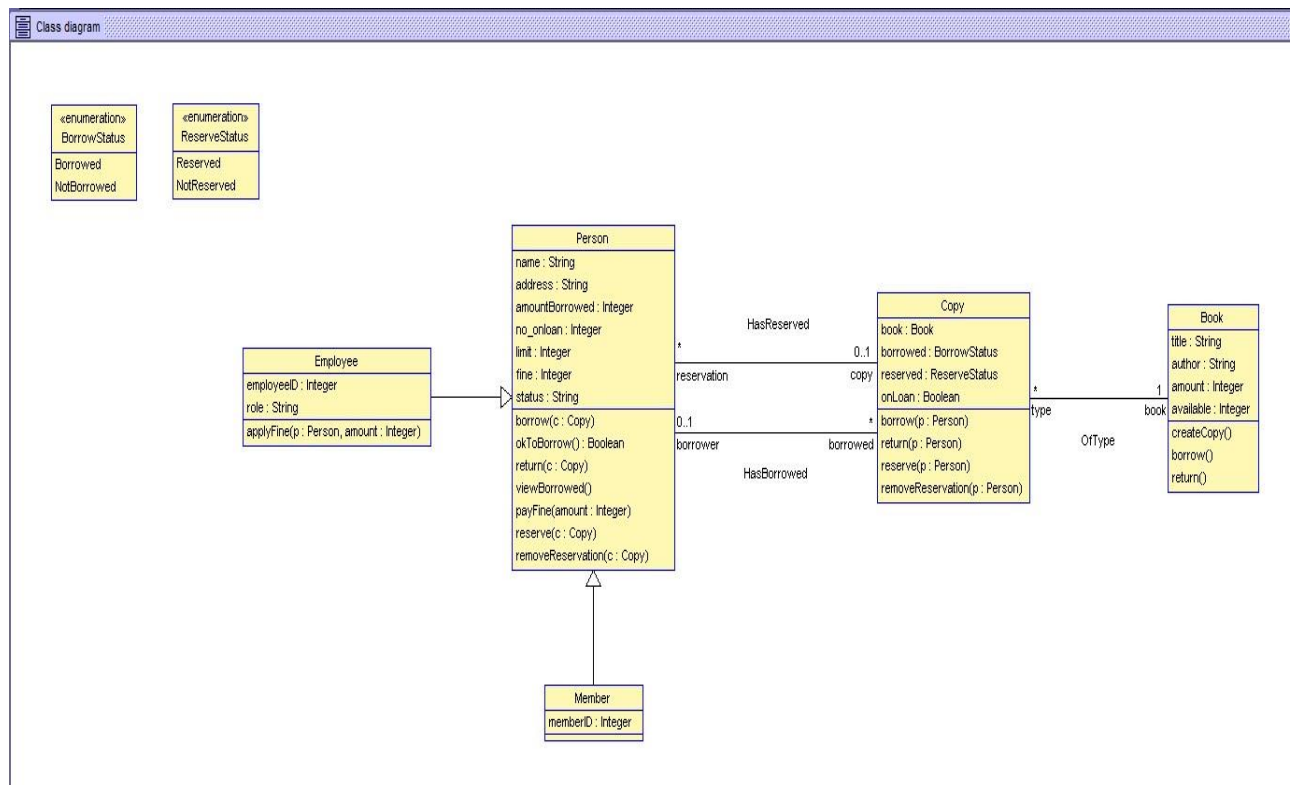 Class diagram
«enumeration»
BorrowStatus
Borrowed
NotBorrowed
«enumeration»
ReserveStatus
Reserved
NotReserved
Person
name : String
address : String
amountBorrowed : Integer
no_onloan : Integer
limit : Integer
fine : Integer
status : String
borrow(c : Copy)
okToBorrow() : Boolean
return(c : Copy)
viewBorrowed()
payFine(amount : Integer)
reserve(c : Copy)
removeReservation(c : Copy)
Employee
employeeID : Integer
role : String
applyFine(p : Person, amount : Integer)
HasReserved
*
0..1
reservation
copy
0..1
*
borrower
borrowed
HasBorrowed
Copy
book : Book
borrowed : BorrowStatus
reserved : ReserveStatus
onLoan : Boolean
borrow(p : Person)
return(p : Person)
reserve(p : Person)
removeReservation(p : Person)
*
1
type
book
OfType
Book
title : String
author : String
amount : Integer
available : Integer
createCopy()
borrow()
return()
Member
memberID : Integer